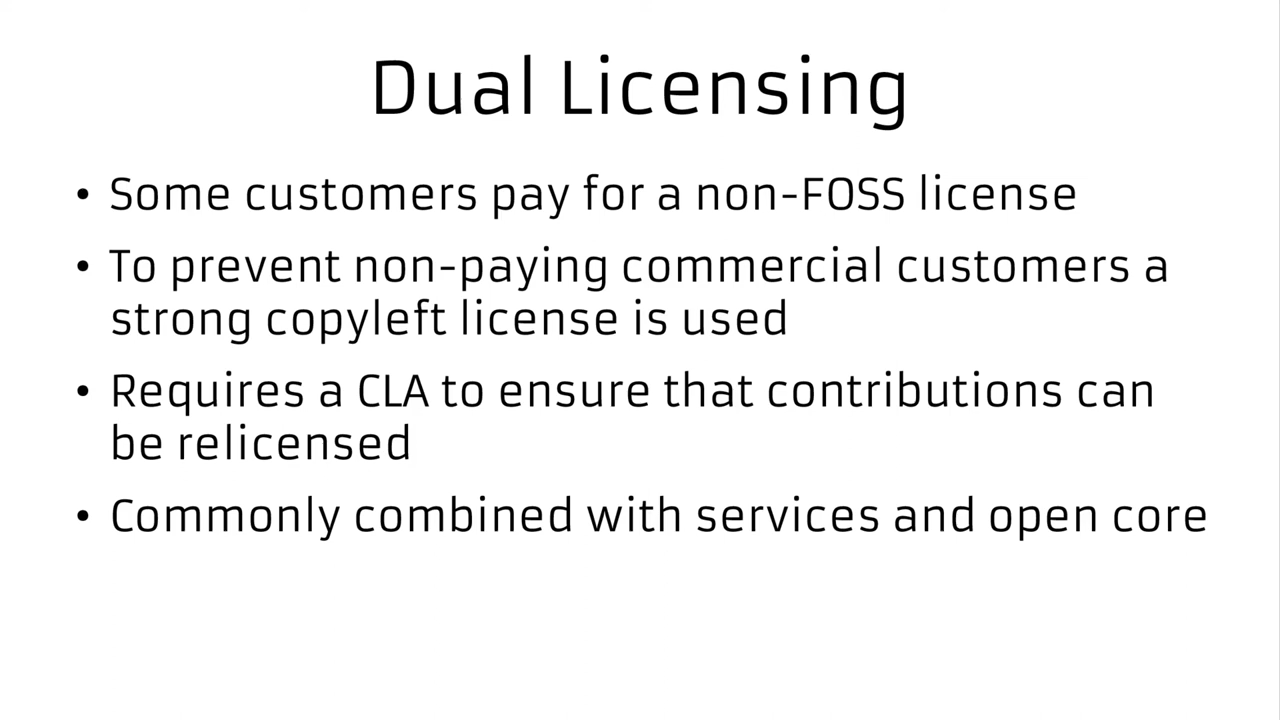 Dual Licensing
• Some customers pay for a non-FOSS license
• To prevent non-paying commercial customers a
strong copyleft license is used
• Requires a CLA to ensure that contributions can
be relicensed
• Commonly combined with services and open core